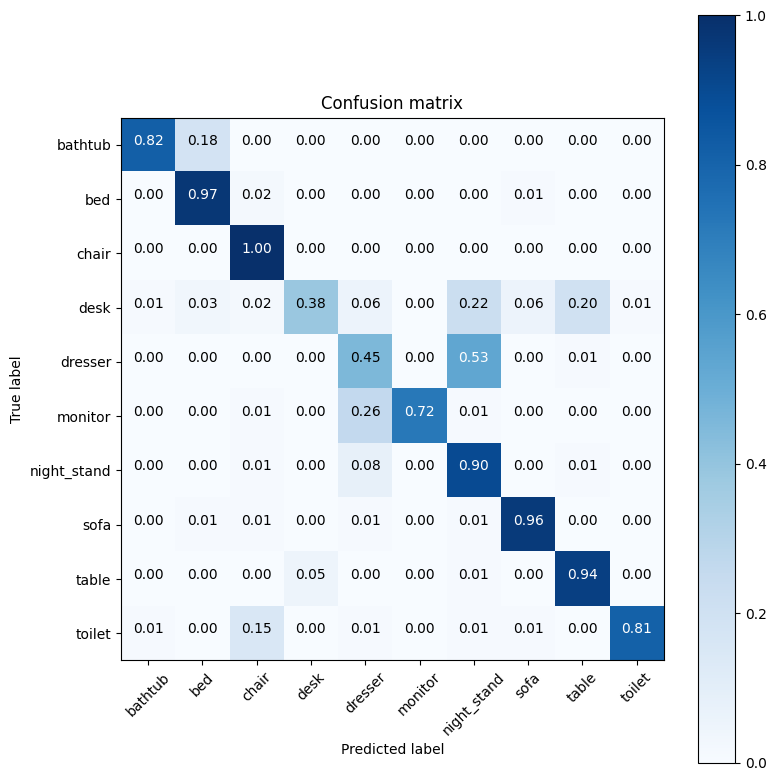 Confusion matrix
True label
bathtub 0.82 0.18 0.00 0.00 0.00 0.00 0.00 0.00 0.00 0.00
bed 0.00 0.97 0.02 0.00 0.00 0.00 0.00 0.01 0.00 0.00
chair 0.00 0.00 1.00 0.00 0.00 0.00 0.00 0.00 0.00 0.00
desk 0.01 0.03 0.02 0.38 0.06 0.00 0.22 0.06 0.20 0.01
dresser 0.00 0.00 0.00 0.00 0.45 0.00 0.53 0.00 0.01 0.00
monitor 0.00 0.00 0.01 0.00 0.26 0.72 0.01 0.00 0.00 0.00
night_stand 0.00 0.00 0.01 0.00 0.08 0.00 0.90 0.00 0.01 0.00
sofa 0.00 0.01 0.01 0.00 0.01 0.00 0.01 0.96 0.00 0.00
table 0.00 0.00 0.00 0.05 0.00 0.00 0.01 0.00 0.94 0.00
toilet 0.01 0.00 0.15 0.00 0.01 0.00 0.01 0.01 0.00 0.81
bathtub bed chair desk dresser monitor night_stand sofa table toilet
Predicted label
1.0
0.8
0.6
0.4
0.2
0.0